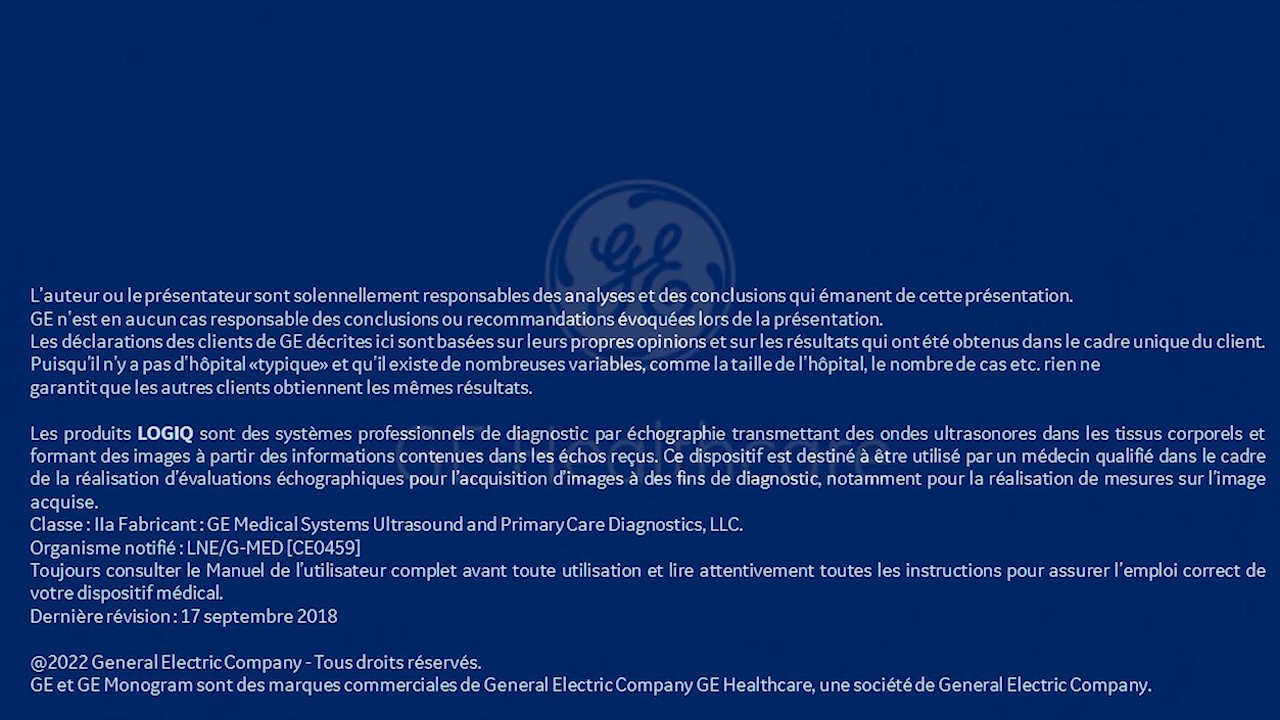 L'auteur ou le présentateur sont solennellement responsables des analyses et des conclusions qui émanent de cette présentation.
GE n'est en aucun cas responsable des conclusions ou recommandations évoquées lors de la présentation.
Les déclarations des clients de GE décrites ici sont basées sur leurs propres opinions et sur les résultats qui ont été obtenus dans le cadre unique du client.
Puisqu'il n'y a pas d'hôpital «typique» et qu'il existe de nombreuses variables, comme la taille de l'hôpital, le nombre de cas etc. rien ne
garantit que les autres clients obtiennent les mêmes résultats.
Les produits LOGIQ sont des systèmes professionnels de diagnostic par échographie transmettant des ondes ultrasonores dans les tissus corporels et
formant des images à partir des informations contenues dans les échos reçus. Ce dispositif est destiné à être utilisé par un médecin qualifié dans le cadre
de la réalisation d'évaluations échographiques pour l'acquisition d'images à des fins de diagnostic, notamment pour la réalisation de mesures sur l'image
acquise.
Classe : IIa Fabricant : GE Medical Systems Ultrasound and Primary Care Diagnostics, LLC.
Organisme notifié : LNE/G-MED [CE0459]
Toujours consulter le Manuel de l'utilisateur complet avant toute utilisation et lire attentivement toutes les instructions pour assurer l'emploi correct de
votre dispositif médical.
Dernière révision : 17 septembre 2018
@2022 General Electric Company - Tous droits réservés.
GE et GE Monogram sont des marques commerciales de General Electric Company GE Healthcare, une société de General Electric Company.
GE
GE Healthcare